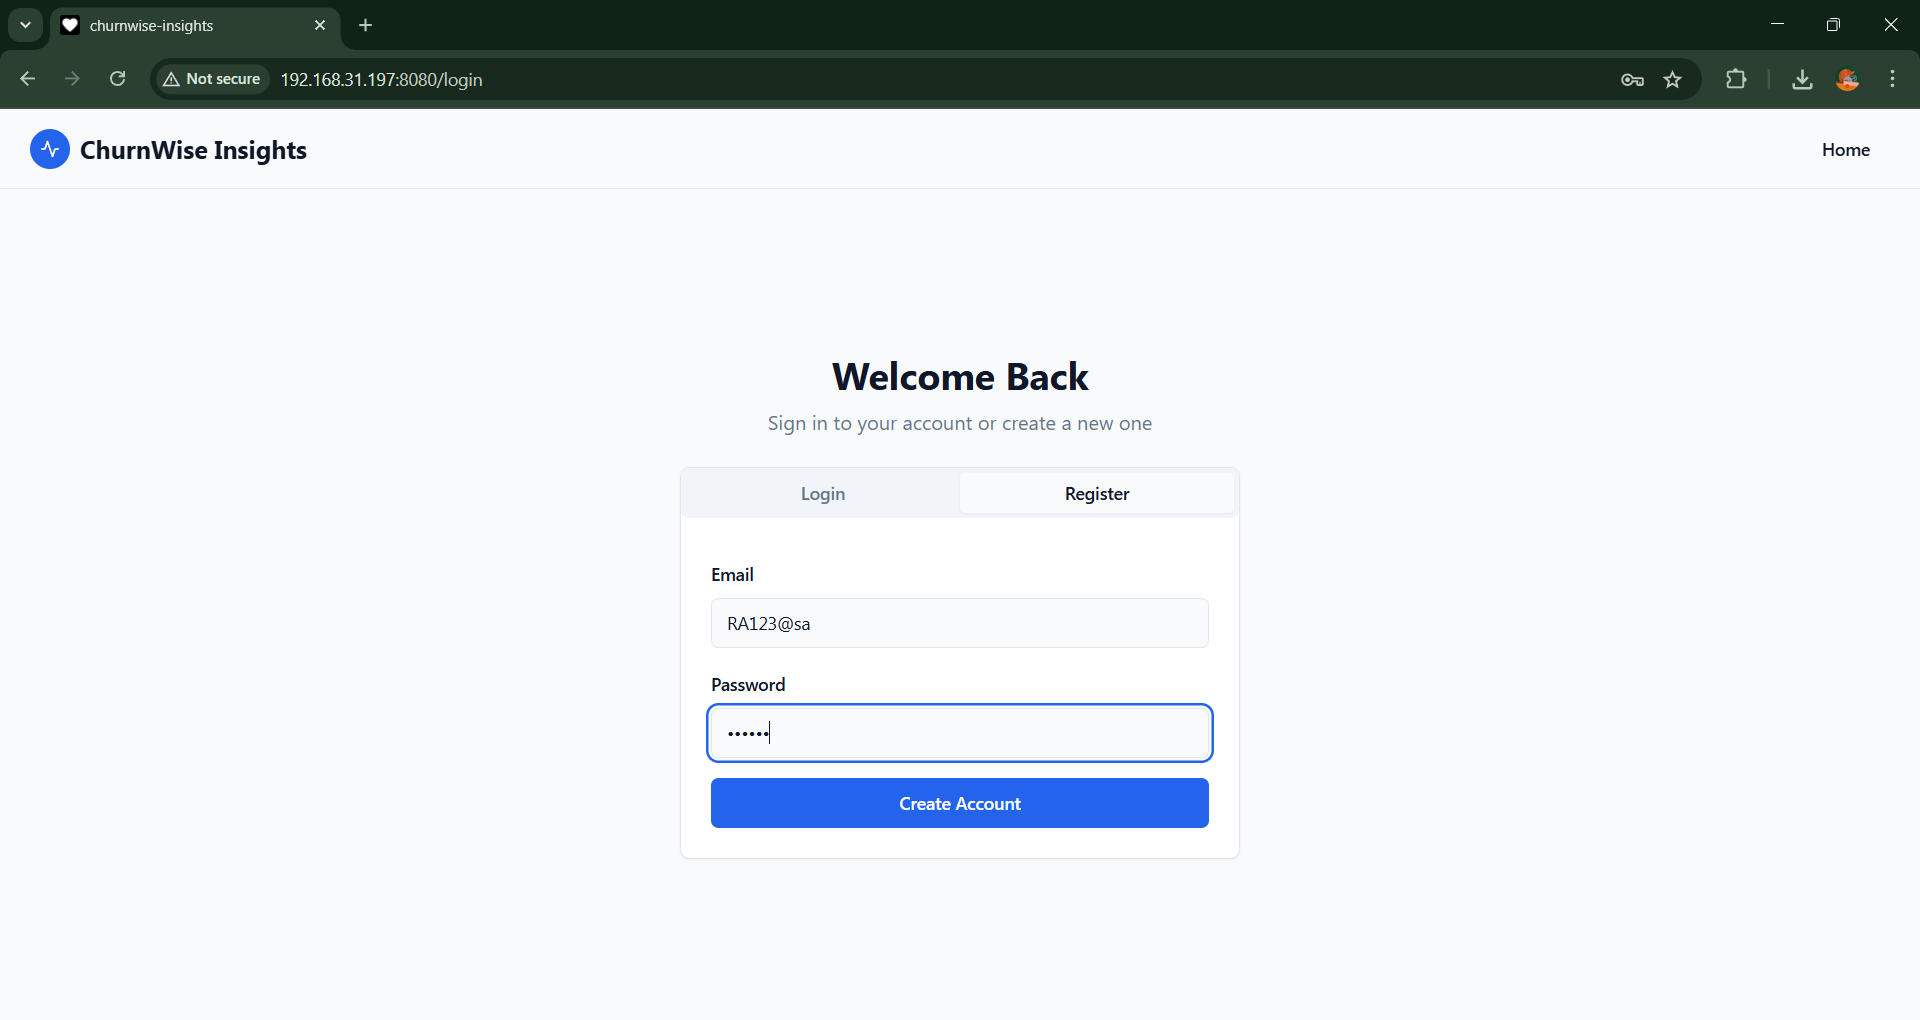 churnwise-insights
Not secure 192.168.31.197:8080/login
ChurnWise Insights
Home
Welcome Back
Sign in to your account or create a new one
Login Register
Email
RA123@sa
Password
••••••
Create Account